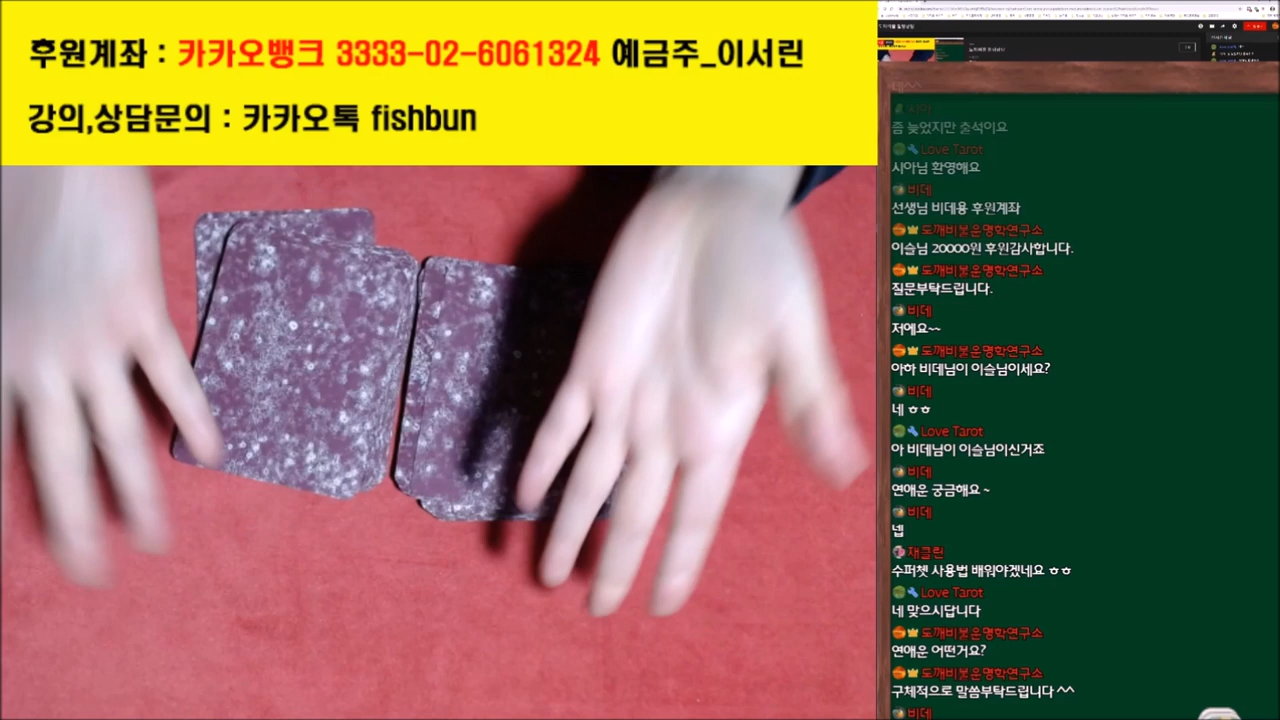 후원계좌 : 카카오뱅크 3333-02-6061324 예금주_이서린
강의,상담문의 : 카카오톡 fishbun
네^^
시아
좀 늦었지만 출석이요
Love Tarot
시아님 환영해요
비데
선생님 비데용 후원계좌
도깨비불운명학연구소
이슬님 20000원 후원감사합니다.
도깨비불운명학연구소
질문부탁드립니다.
비데
저에요~~
도깨비불운명학연구소
아하 비데님이 이슬님이세요?
비데
네 ㅎㅎ
Love Tarot
아 비데님이 이슬님이신거죠
비데
연애운 궁금해요 ~
비데
넵
재클린
수퍼쳇 사용법 배워야겠네요 ㅎㅎ
Love Tarot
네 맞으시답니다
도깨비불운명학연구소
연애운 어떤거요?
도깨비불운명학연구소
구체적으로 말씀부탁드립니다 ^^
비데